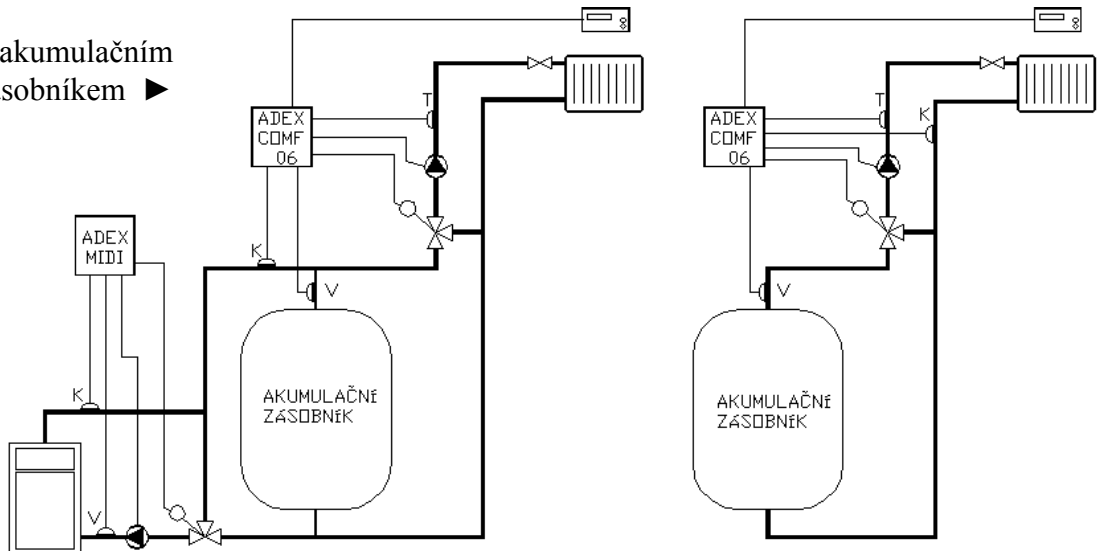 akumulačním
sobníkem ►
ADEX
COMF
06
T
K
V
ADEX
MIDI
K
V
AKUMULAČNÍ
ZÁSOBNÍK
ADEX
COMF
06
T
K
V
AKUMULAČNÍ
ZÁSOBNÍK